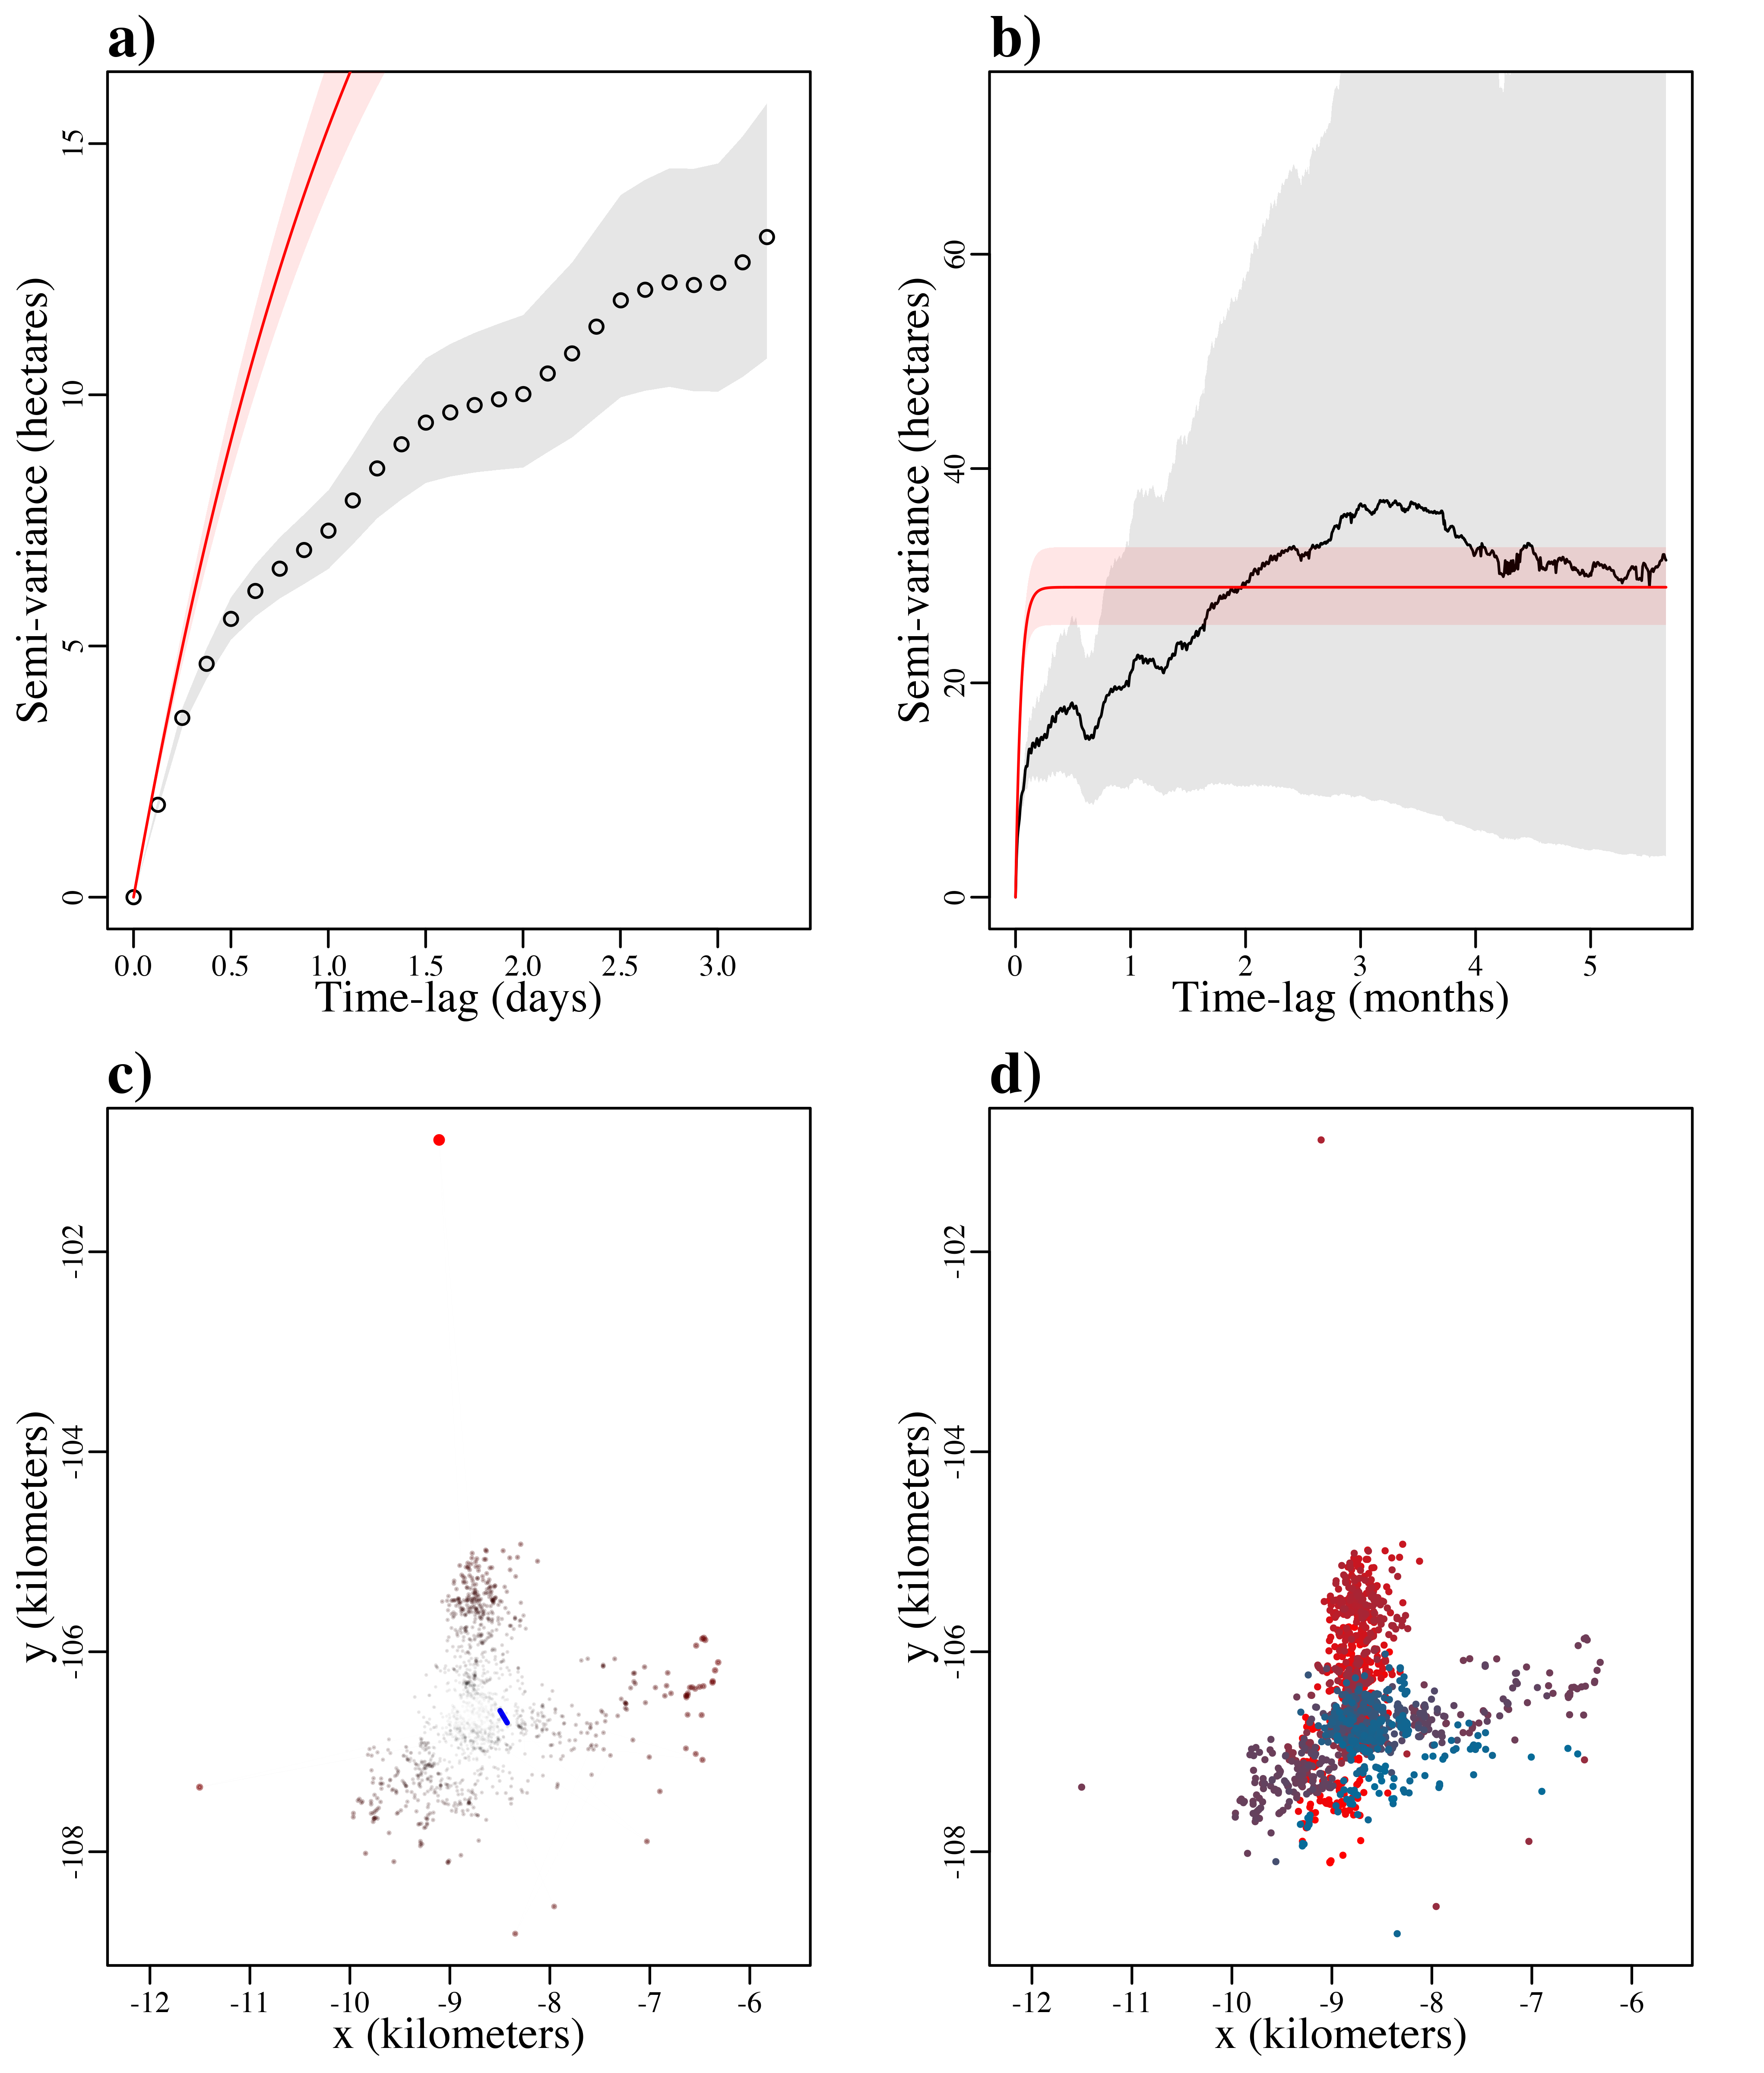 a)
Semi-variance (hectares)
0 5 10 15
0.0 0.5 1.0 1.5 2.0 2.5 3.0
Time-lag (days)
b)
Semi-variance (hectares)
0 20 40 60
0 1 2 3 4 5
Time-lag (months)
c)
y (kilometers)
-108 -106 -104 -102
-12 -11 -10 -9 -8 -7 -6
x (kilometers)
d)
y (kilometers)
-108 -106 -104 -102
-12 -11 -10 -9 -8 -7 -6
x (kilometers)